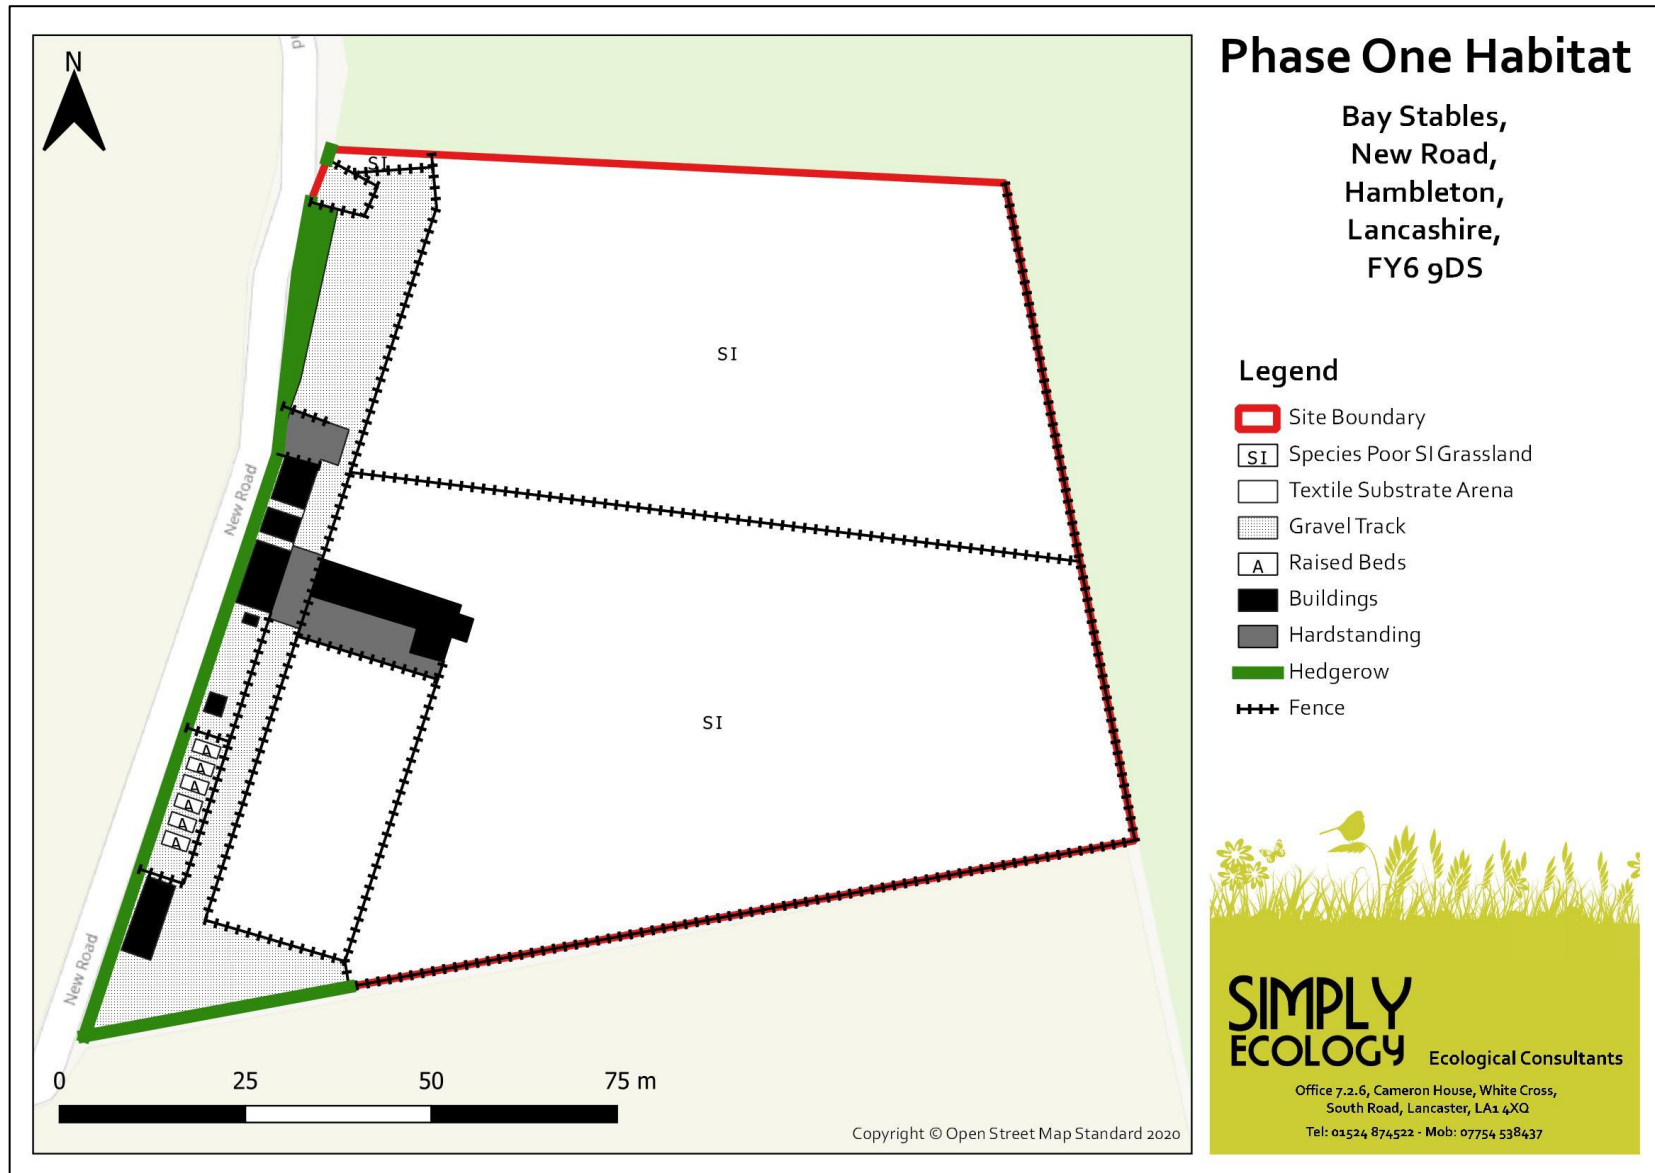 Phase One Habitat
Bay Stables,
New Road,
Hambleton,
Lancashire,
FY6 9DS
N
SI
SI
SI
New Road
New Road
A
A
A
A
A
A
0 25 50 75 m
Copyright © Open Street Map Standard 2020
Legend
Site Boundary
SI Species Poor SI Grassland
Textile Substrate Arena
Gravel Track
A Raised Beds
Buildings
Hardstanding
Hedgerow
Fence
SIMPLY
ECOLOGY Ecological Consultants
Office 7.2.6, Cameron House, White Cross,
South Road, Lancaster, LA1 4XQ
Tel: 01524 874522 - Mob: 07754 538437